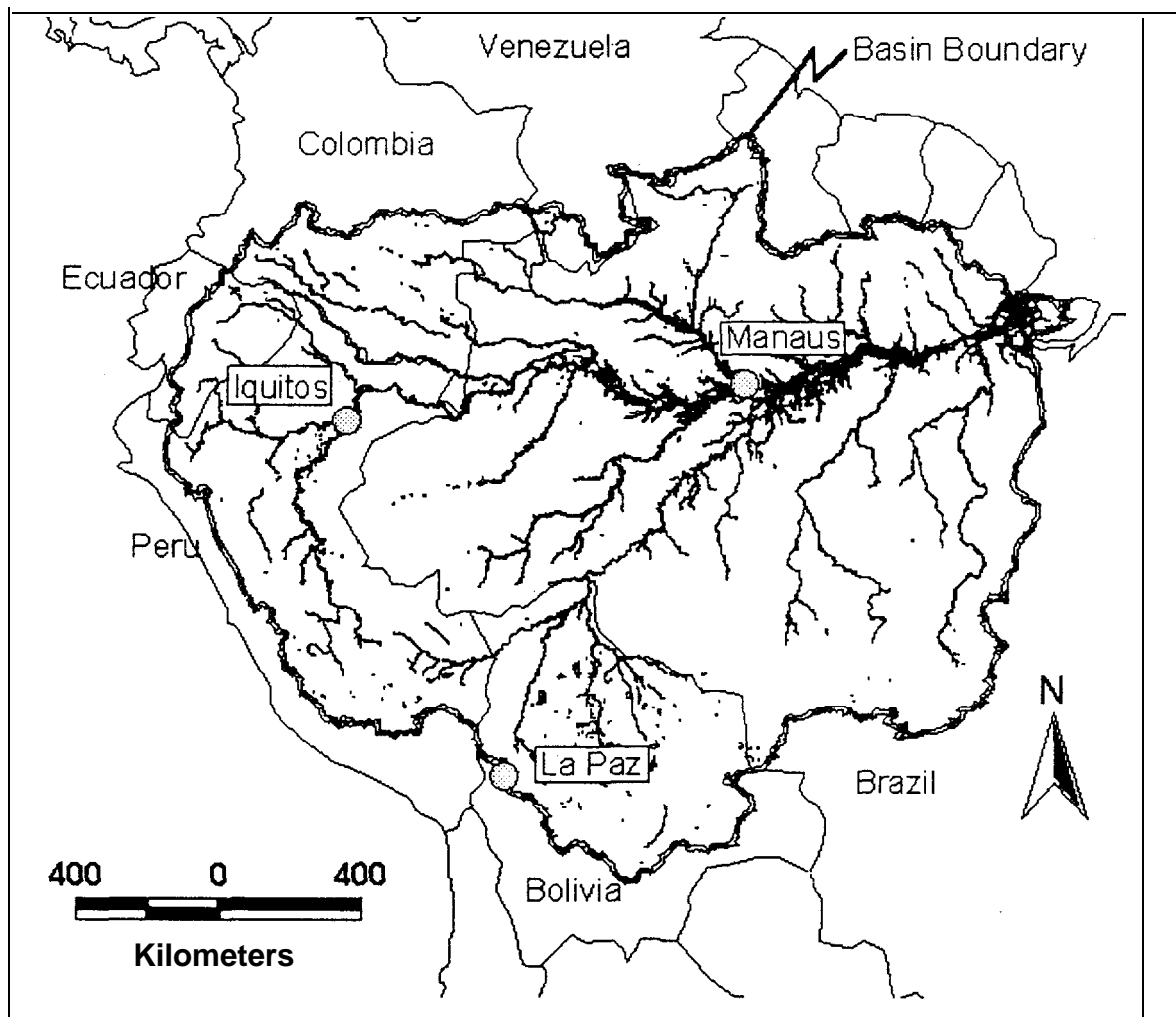 Venezuela
Basin Boundary
Colombia
Ecuador
Manaus
Iquitos
Peru
N
La Paz
Brazil
400 0 400
Bolivia
Kilometers